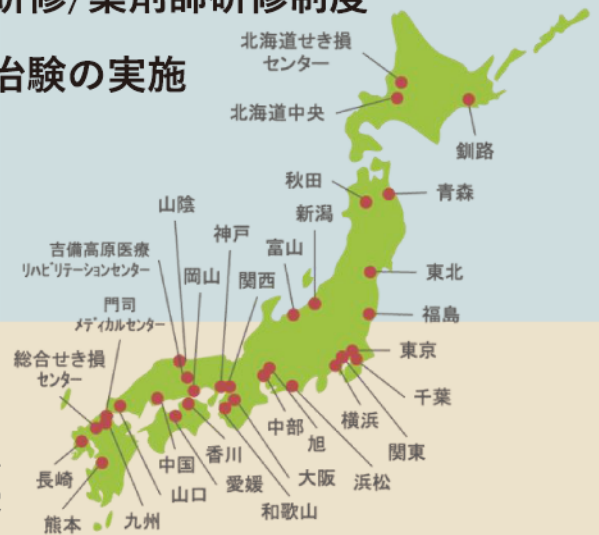 研修/薬剤師研修制度
治験の実施
北海道せき損
センター
北海道中央
釧路
秋田
青森
山陰
新潟
神戸
富山
吉備高原医療
リハビリテーションセンター
岡山
関西
東北
門司
メディカルセンター
福島
総合せき損
センター
東京
千葉
横浜
中部
関東
旭
香川
中国
大阪
浜松
長崎
愛媛
山口
和歌山
熊本
九州